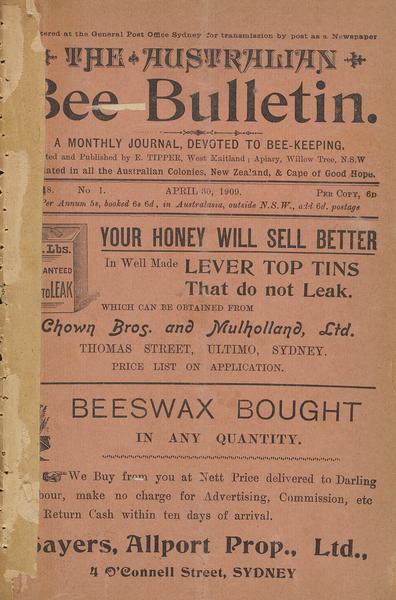 tered at the General Post Office Sydney for transmission by post as a Newspaper
THE AUSTRALIAN
Bee Bulletin.
A MONTHLY JOURNAL, DEVOTED TO BEE-KEEPING.
ted and Published by E. TIPPER, West Maitland; Apiary, Willow Tree, N.S.W
lated in all the Australian Colonies, New Zealand, & Cape of Good Hope.
8. No 1. APRIL 30, 1909. PER COPY, 6D
Per Annum 5s, booked 6s 6d, in Australasia, outside N.S.W., add 6d. postage
Lbs.
ANTEED
TO LEAK
YOUR HONEY WILL SELL BETTER
In Well Made LEVER TOP TINS
That do not Leak.
WHICH CAN BE OBTAINED FROM
Chown Bros. and Mulholland, Ltd.
THOMAS STREET, ULTIMO, SYDNEY.
PRICE LIST ON APPLICATION.
BEESWAX BOUGHT
IN ANY QUANTITY.
We Buy from you at Nett Price delivered to Darling
bour, make no charge for Advertising, Commission, etc
Return Cash within ten days of arrival.
Sayers, Allport Prop., Ltd.,
4 O'Connell Street, SYDNEY